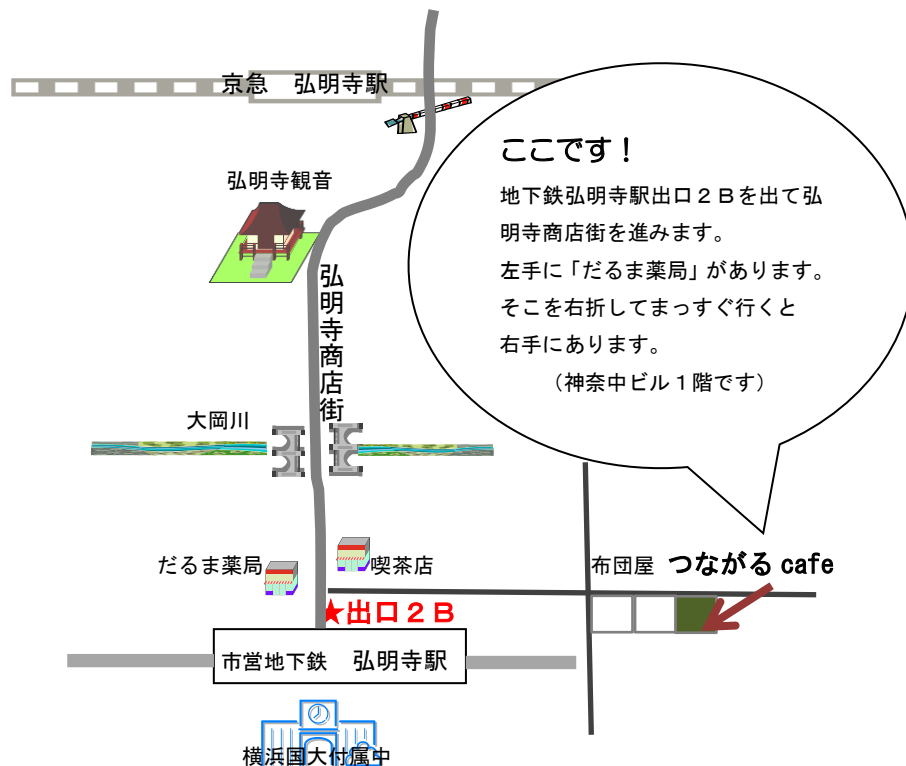 京急　弘明寺駅
ここです！
地下鉄弘明寺駅出口２Ｂを出て弘
明寺商店街を進みます。
左手に「だるま薬局」があります。
そこを右折してまっすぐ行くと
右手にあります。
（神奈中ビル１階です）
弘明寺観音
弘明寺商店街
大岡川
だるま薬局
喫茶店
布団屋
つながる cafe
★出口２Ｂ
市営地下鉄　弘明寺駅
横浜国大付属中